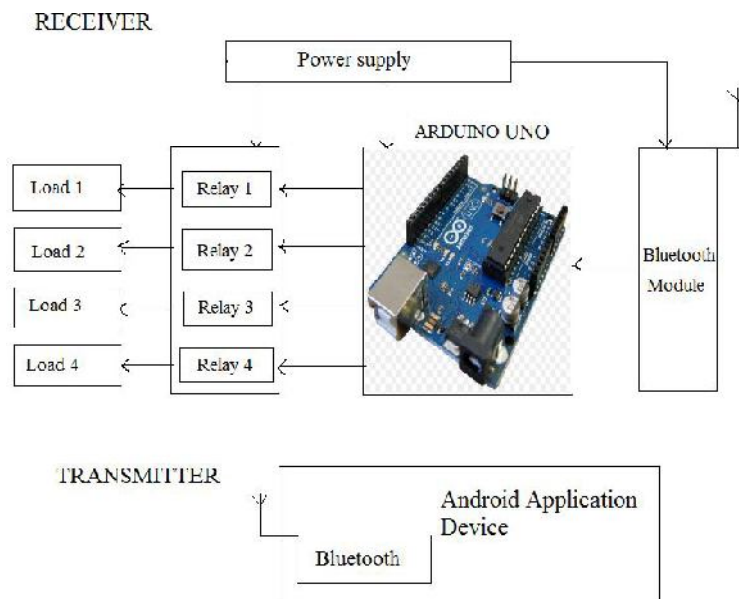 RECEIVER
Power supply
ARDUINO UNO
Load 1
Relay 1
Load 2
Relay 2
Load 3
Relay 3
Load 4
Relay 4
Bluetooth
Module
TRANSMITTER
Android Application
Device
Bluetooth